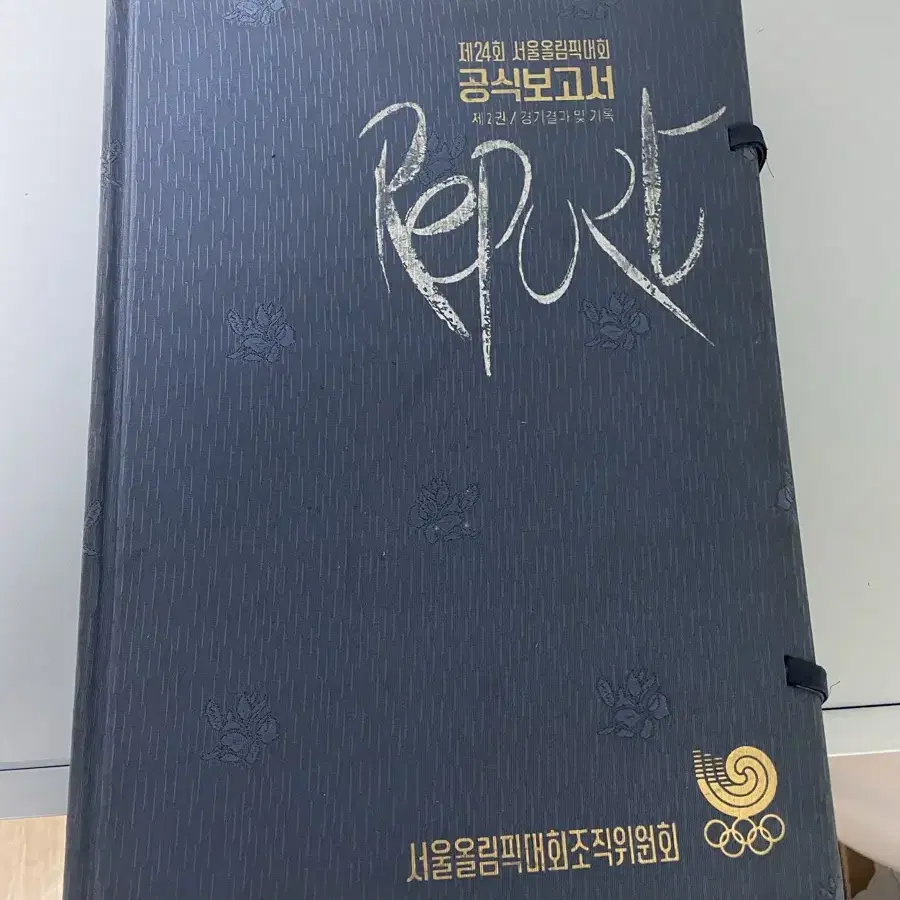 제24회 서울올림픽대회
공식보고서
제2권 / 경기결과 및 기록
REPORT
서울올림픽대회조직위원회